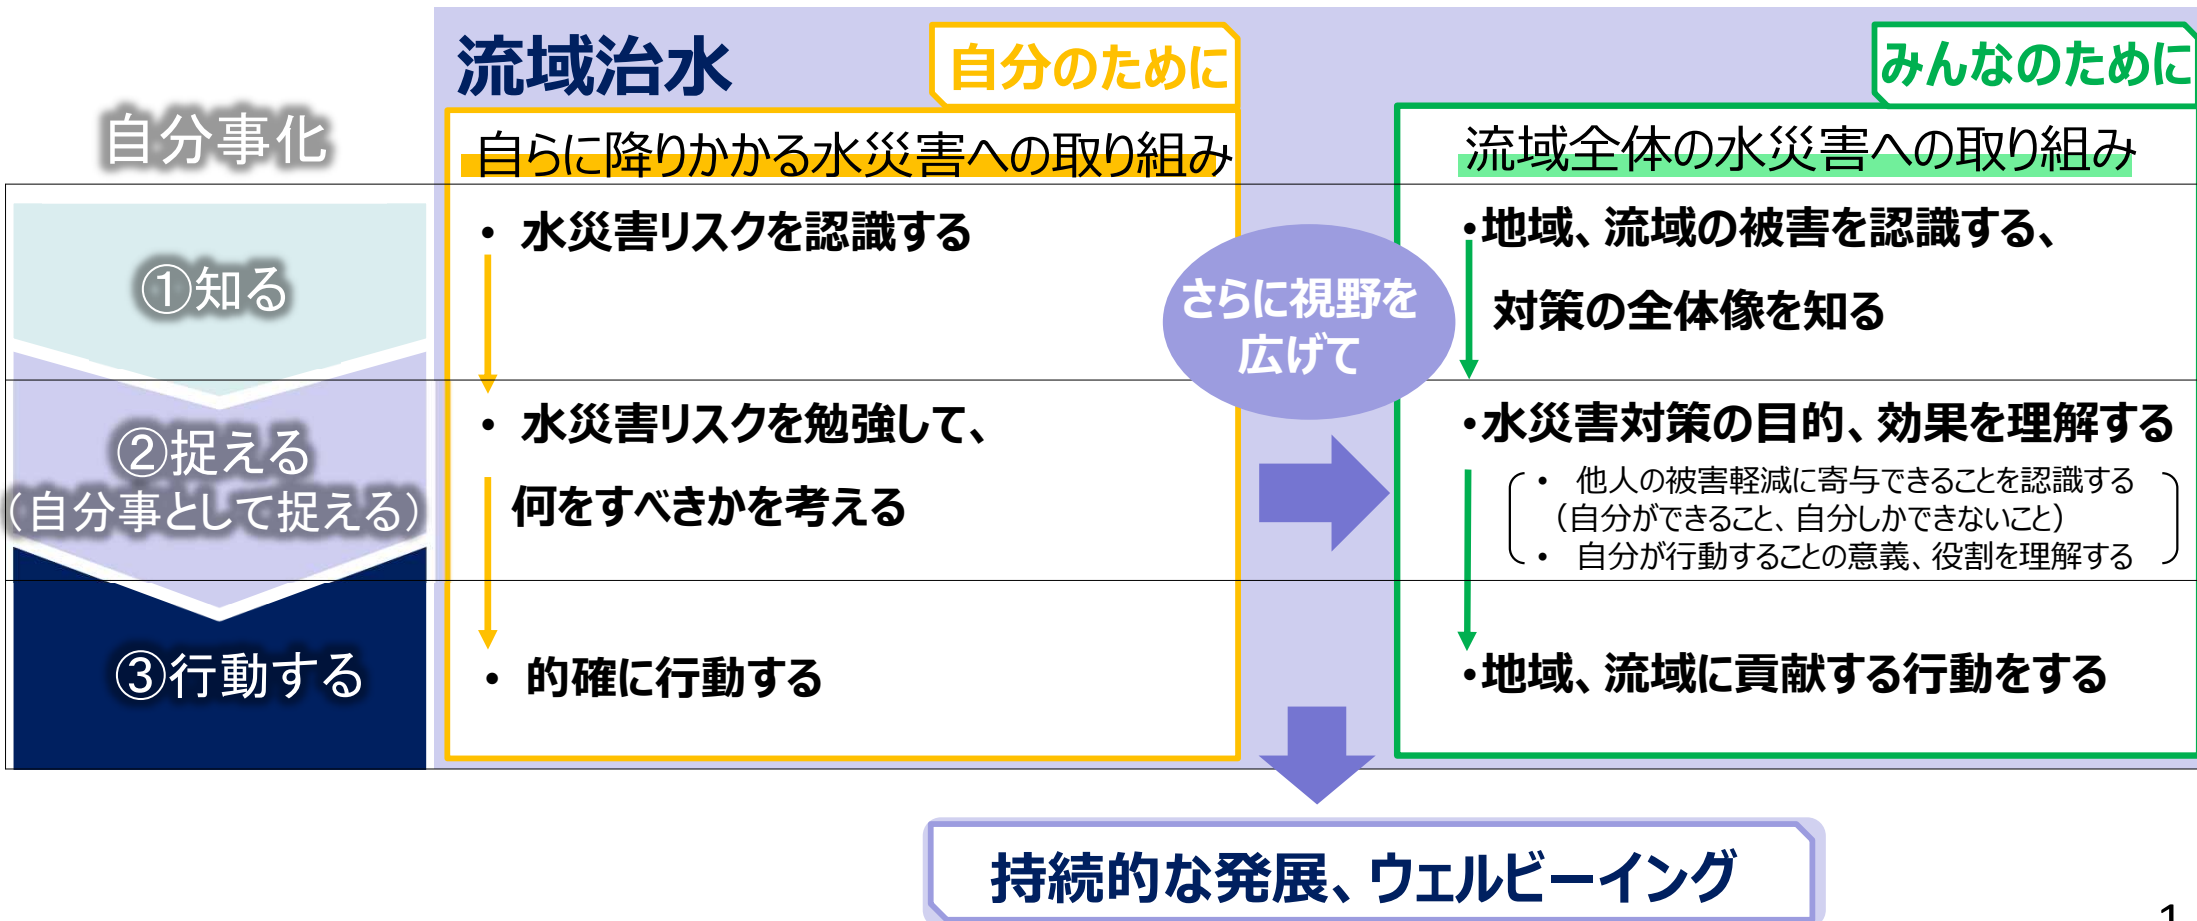 流域治水
自分のために
みんなのために
自分事化
自らに降りかかる水災害への取り組み
流域全体の水災害への取り組み
①知る
• 水災害リスクを認識する
さらに視野を
広げて
・地域、流域の被害を認識する、
対策の全体像を知る
②捉える
（自分事として捉える）
• 水災害リスクを勉強して、
何をすべきかを考える
・水災害対策の目的、効果を理解する
• 他人の被害軽減に寄与できることを認識する
（自分ができること、自分しかできないこと）
• 自分が行動することの意義、役割を理解する
③行動する
• 的確に行動する
・地域、流域に貢献する行動をする
持続的な発展、ウェルビーイング
1